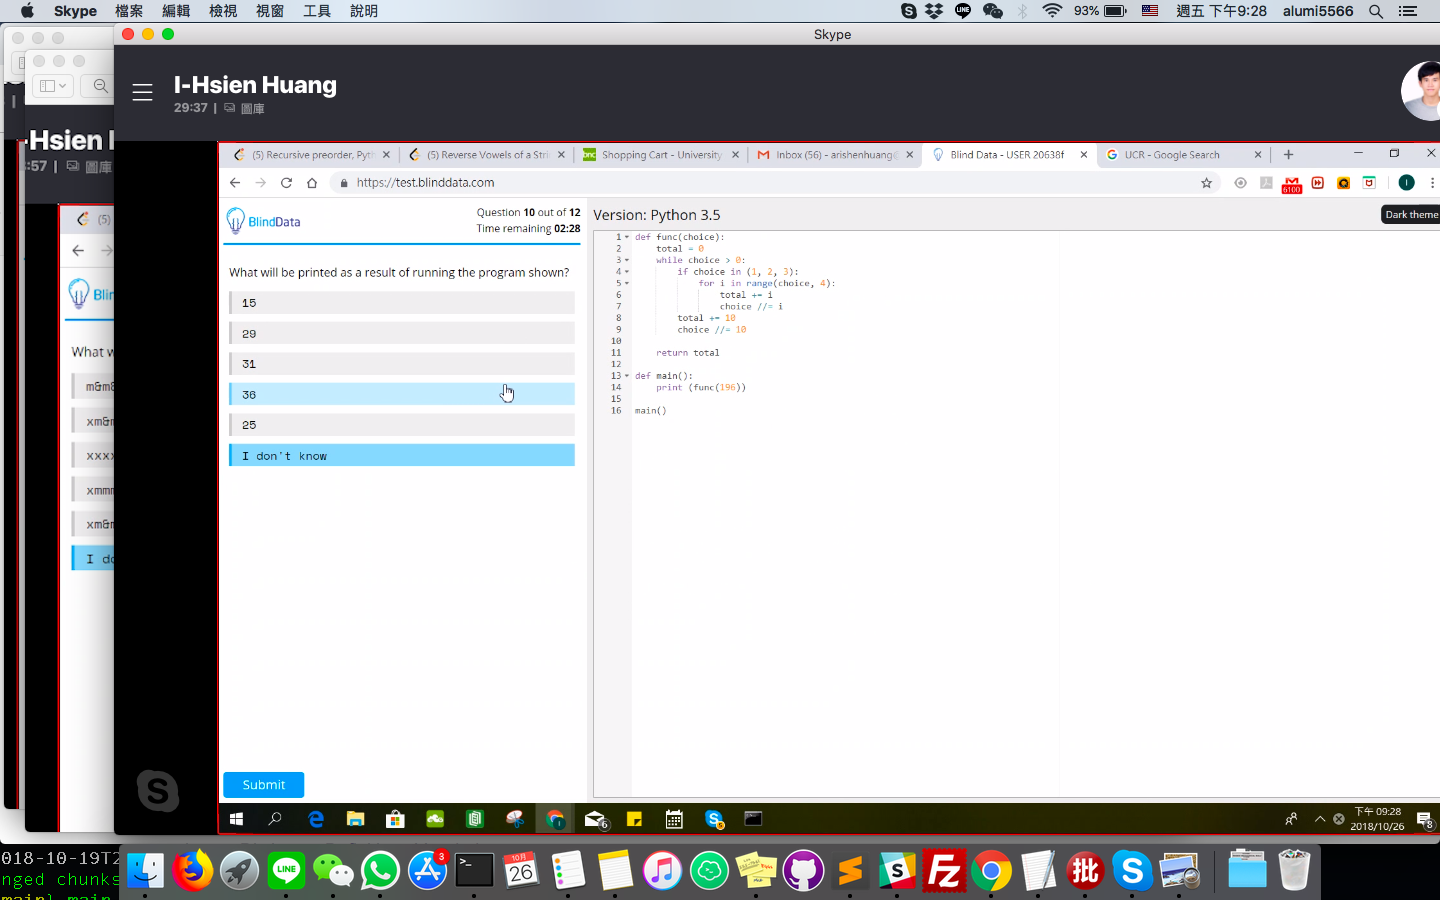 Skype 檔案 編輯 檢視 視窗 工具 說明 93% 週五 下午9:28 alumi5566
Skype
I-Hsien Huang
29:37 | 圖庫
-Hsien
:57 | 圖庫
(5) Recursive preorder, Pyth (5) Reverse Vowels of a Stri Shopping Cart - University Inbox (56) - arishenhuang@ Blind Data - USER 20638f UCR - Google Search
https://test.blinddata.com
6100
BlindData
Question 10 out of 12
Time remaining 02:28
Version: Python 3.5
Dark theme
What will be printed as a result of running the program shown?
15
29
31
36
25
I don't know
Submit
1 def func(choice):
2 total = 0
3 while choice > 0:
4 if choice in (1, 2, 3):
5 for i in range(choice, 4):
6 total += i
7 choice //= i
8 total += 10
9 choice //= 10
10
11 return total
12
13 def main():
14 print (func(196))
15
16 main()
(5)
Blin
What w
m&m&
xm&m
xxxx
xmmm
xm&m
I do
下午 09:28
2018/10/26
018-10-19T2
nged chunks
main} main
3
10月
26